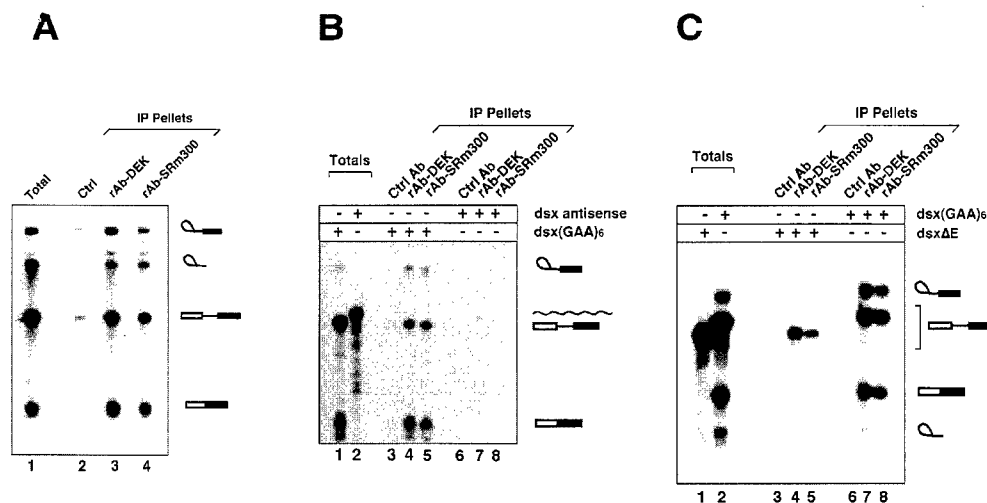 A
IP Pellets
Total
Ctrl
rAb-DEK
rAb-SRm300
1 2 3 4
B
IP Pellets
Totals
Ctrl Ab
rAb-DEK
rAb-SRm300
Ctrl Ab
rAb-DEK
rAb-SRm300
- + - - - + + + dsx antisense
+ - + + + - - - dsx(GAA)6
1 2 3 4 5 6 7 8
C
IP Pellets
Totals
Ctrl Ab
rAb-DEK
rAb-SRm300
Ctrl Ab
rAb-DEK
rAb-SRm300
- + - - - + + + dsx(GAA)6
+ - + + + - - - dsxΔE
1 2 3 4 5 6 7 8